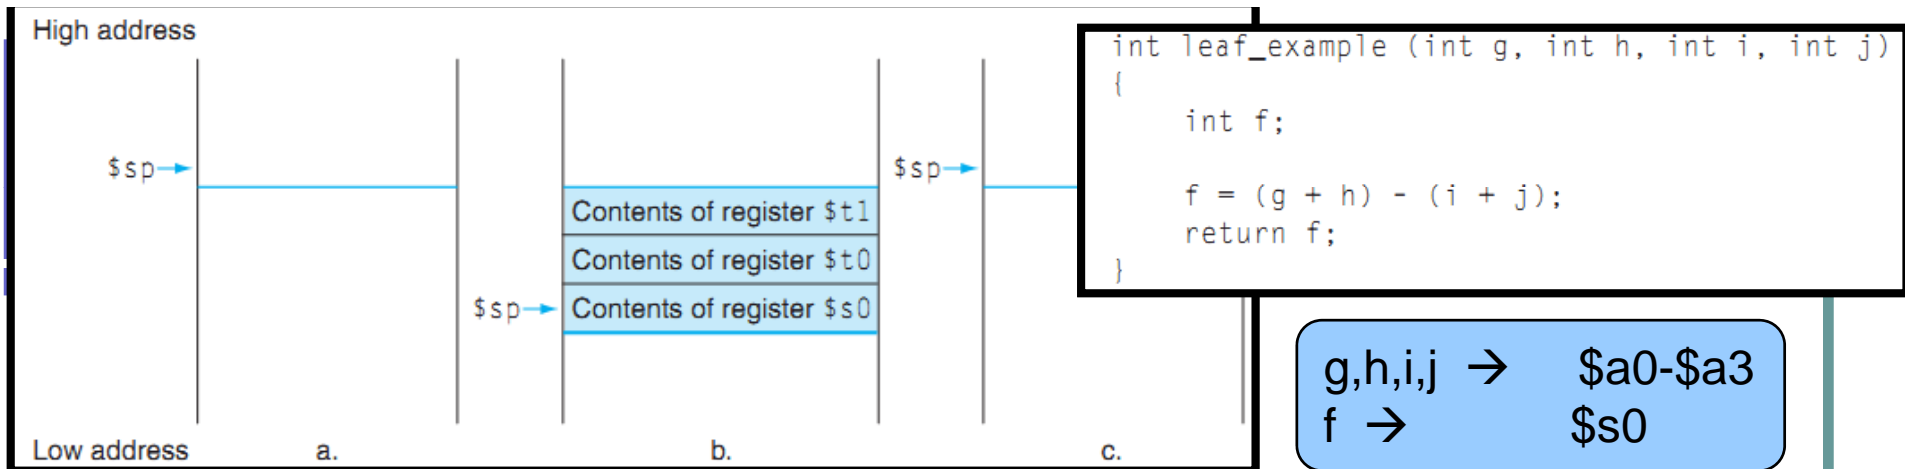 High address
$sp
Contents of register $t1
Contents of register $t0
$sp
Contents of register $s0
$sp
Low address
a.
b.
c.
int leaf_example (int g, int h, int i, int j)
{
int f;
f = (g + h) - (i + j);
return f;
}
g,h,i,j → $a0-$a3
f → $s0